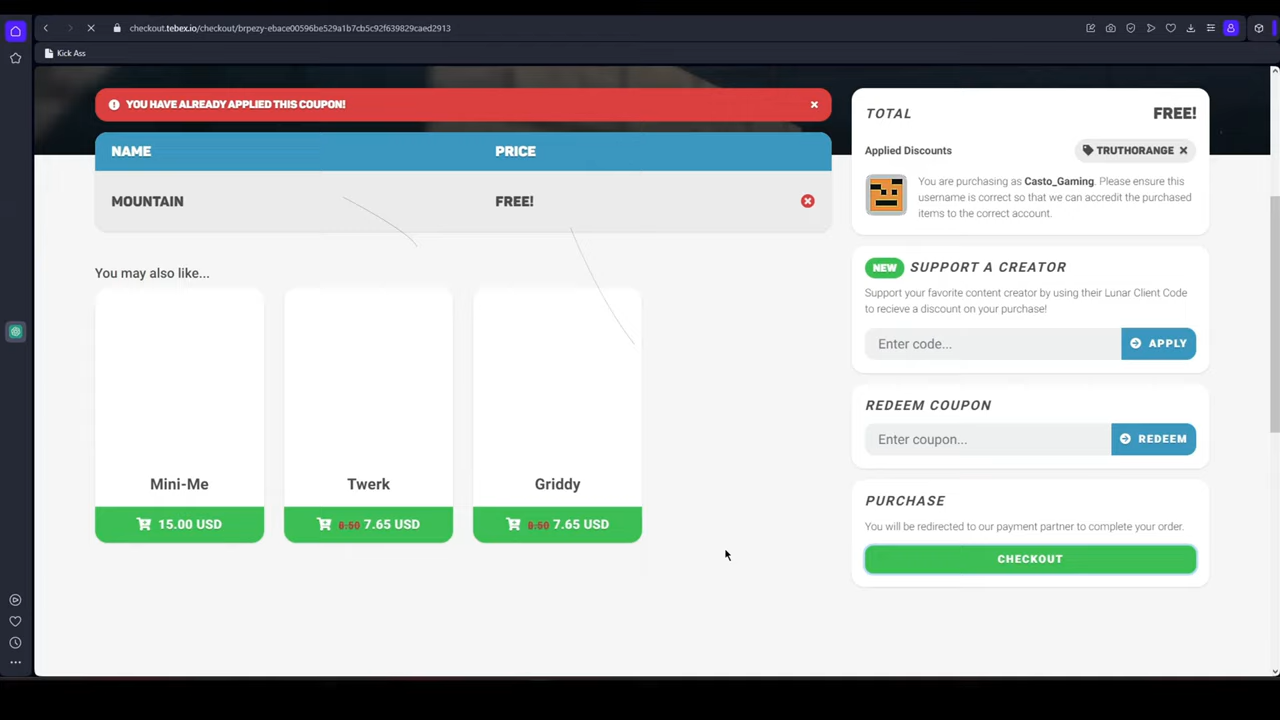 checkout.tebex.io/checkout/brpezy-ebace00596be529a1b7cb5c92f639829caed2913
Kick Ass
YOU HAVE ALREADY APPLIED THIS COUPON!
NAME PRICE
MOUNTAIN FREE!
You may also like...
Mini-Me
15.00 USD
Twerk
8.50 7.65 USD
Griddy
8.50 7.65 USD
TOTAL FREE!
Applied Discounts TRUTHORANGE
You are purchasing as Casto_Gaming. Please ensure this
username is correct so that we can accredit the purchased
items to the correct account.
NEW SUPPORT A CREATOR
Support your favorite content creator by using their Lunar Client Code
to recieve a discount on your purchase!
Enter code... APPLY
REDEEM COUPON
Enter coupon... REDEEM
PURCHASE
You will be redirected to our payment partner to complete your order.
CHECKOUT